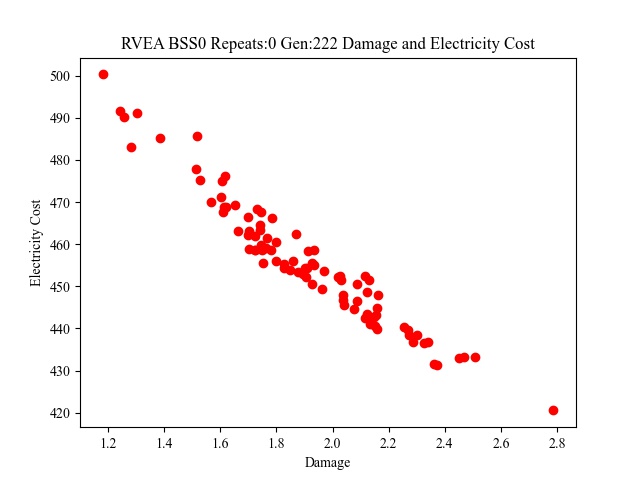 RVEA BSS0 Repeats:0 Gen:222 Damage and Electricity Cost
500
490
480
470
460
450
440
430
420
Electricity Cost
1.2 1.4 1.6 1.8 2.0 2.2 2.4 2.6 2.8
Damage